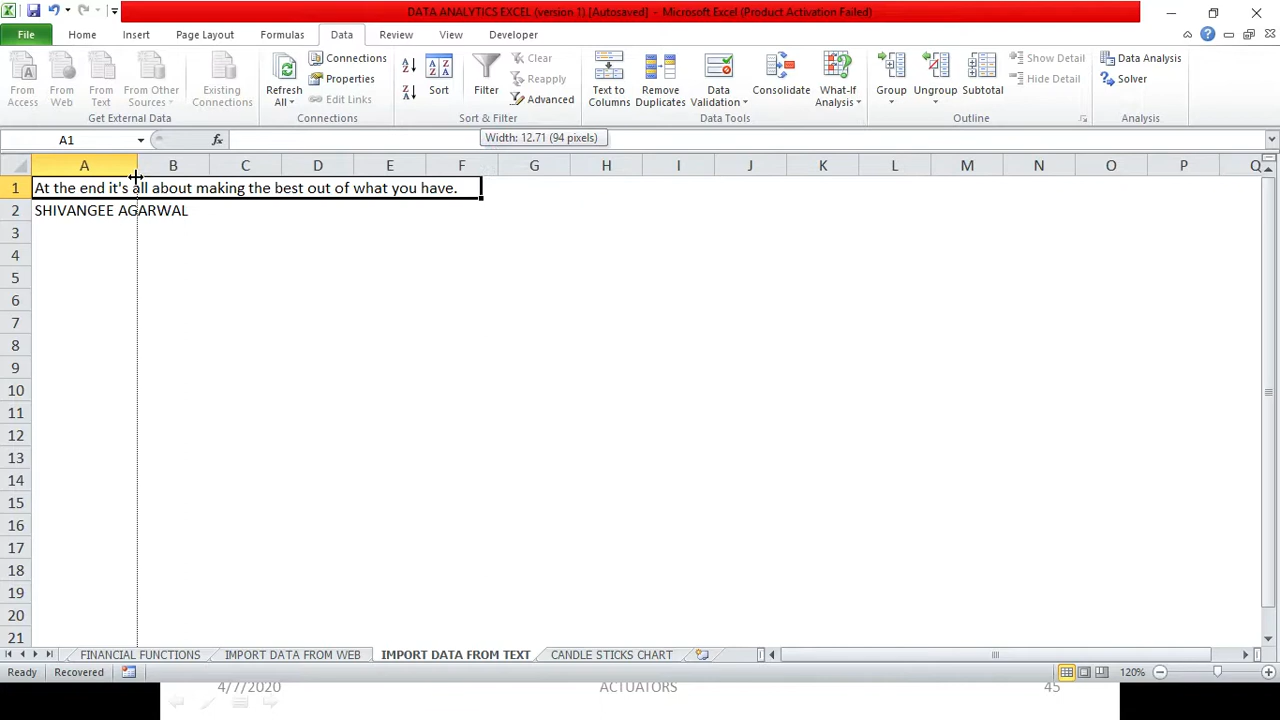 DATA ANALYTICS EXCEL (version 1) [Autosaved] - Microsoft Excel (Product Activation Failed)
File Home Insert Page Layout Formulas Data Review View Developer
From Access From Web From Text From Other Sources Existing Connections
Get External Data
Refresh All Connections Properties Edit Links
Connections
Sort Filter Clear Reapply Advanced
Sort & Filter
Text to Columns Remove Duplicates Data Validation Consolidate What-If Analysis
Data Tools
Group Ungroup Subtotal Show Detail Hide Detail
Outline
Data Analysis Solver
Analysis
A1 fx
Width: 12.71 (94 pixels)
A B C D E F G H I J K L M N O P Q
1 At the end it's all about making the best out of what you have.
2 SHIVANGEE AGARWAL
3
4
5
6
7
8
9
10
11
12
13
14
15
16
17
18
19
20
21
FINANCIAL FUNCTIONS IMPORT DATA FROM WEB IMPORT DATA FROM TEXT CANDLE STICKS CHART
Ready Recovered 120%
4/7/2020 ACTUATORS 45